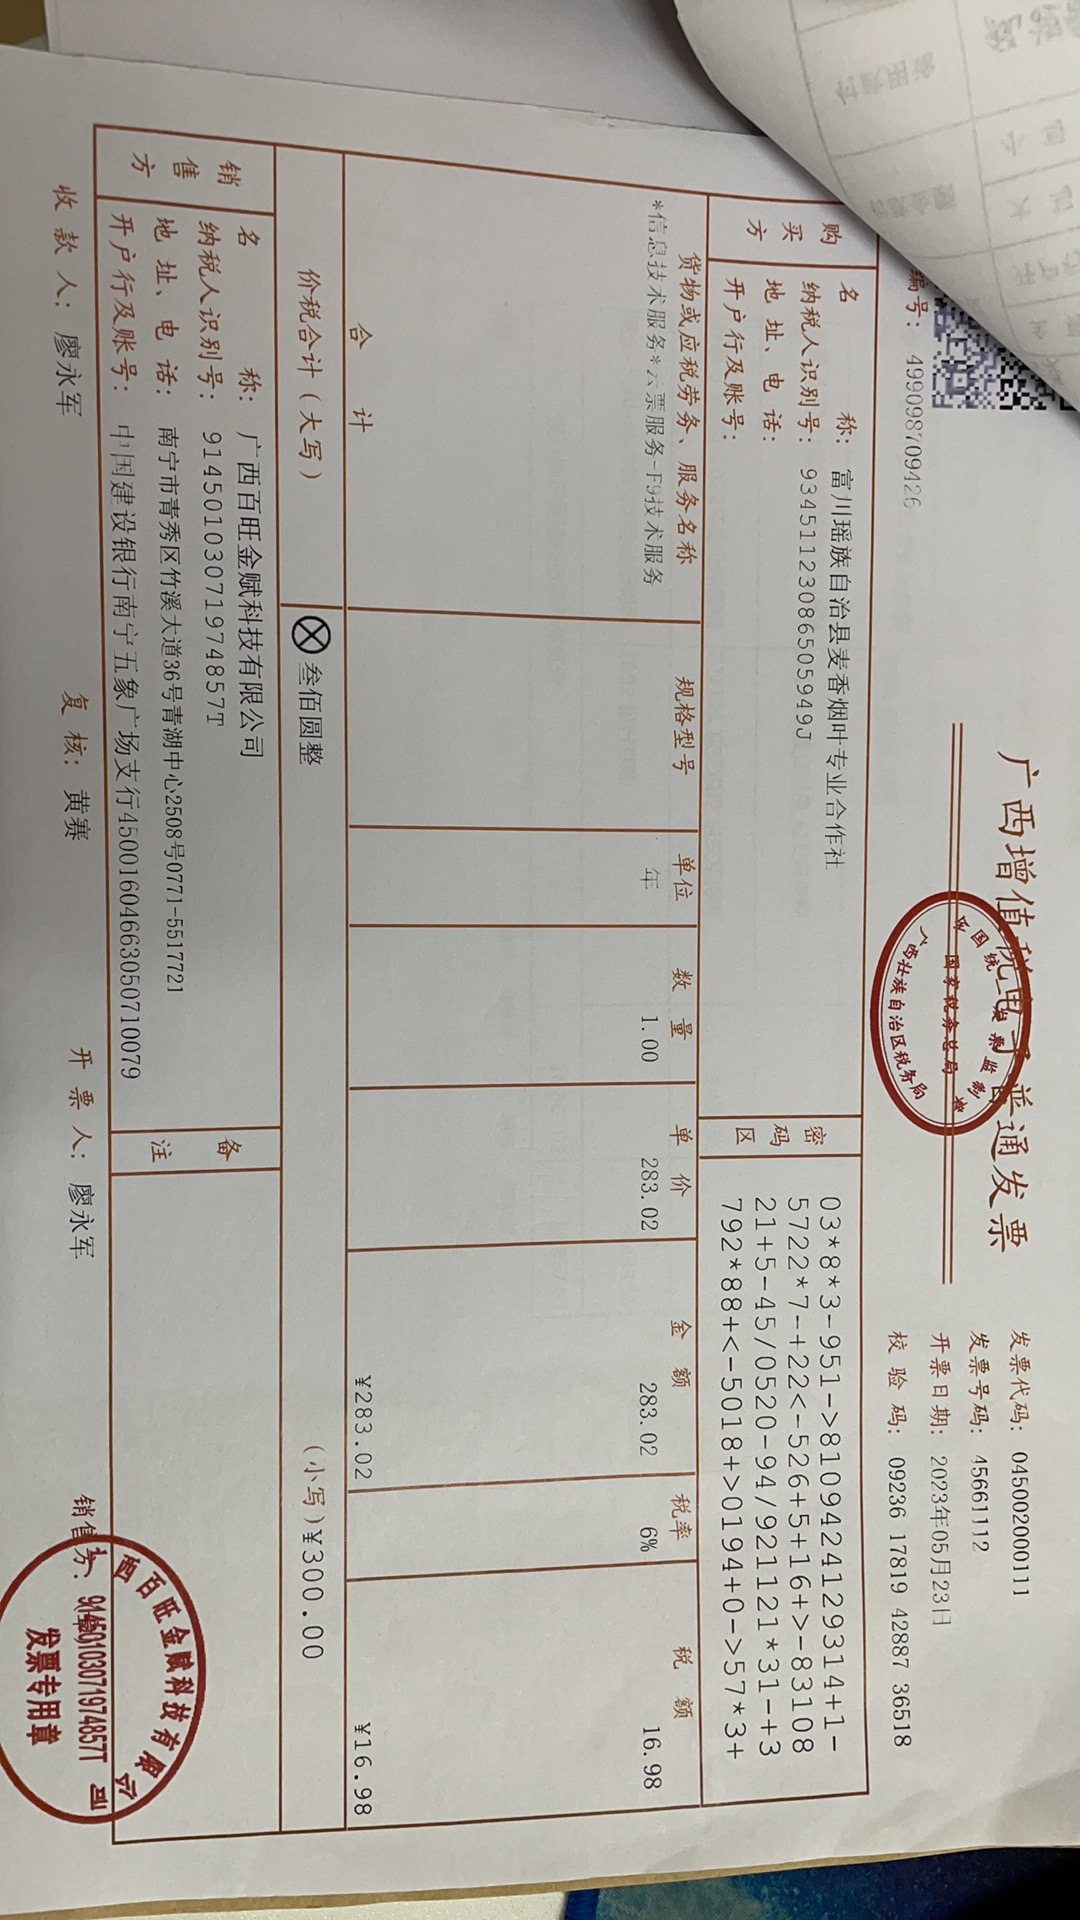 广西增值税电子普通发票
全国统一发票监制章
国家税务总局
广西壮族自治区税务局
编号: 499098709426
发票代码: 045002000111
发票号码: 45661112
开票日期: 2023年05月23日
校 验 码: 09236 17819 42887 36518
购买方
名 称: 富川瑶族自治县麦香烟叶专业合作社
纳税人识别号: 93451123086505949J
地 址、电 话:
开户行及账号:
密码区
03*8*3-951->8109424129314+1-
5722*7-+22<-526+5+16+>-83108
21+5-45/0520-94/921121*31-+3
792*88+<-5018+>0194+0->57*3+
货物或应税劳务、服务名称 规格型号 单位 数 量 单 价 金 额 税率 税 额
*信息技术服务*云票服务-F9技术服务 年 1.00 283.02 283.02 6% 16.98
合 计 ¥283.02 ¥16.98
价税合计（大写） ⊗叁佰圆整 （小写）¥300.00
销售方
名 称: 广西百旺金赋科技有限公司
纳税人识别号: 91450103071974857T
地 址、电 话: 南宁市青秀区竹溪大道36号青湖中心2508号0771-5517721
开户行及账号: 中国建设银行南宁五象广场支行45001604663050710079
备注
收 款 人: 廖永军 复 核: 黄赛 开 票 人: 廖永军 销售方:
西百旺金赋科技有限公司
91450103071974857T
发票专用章